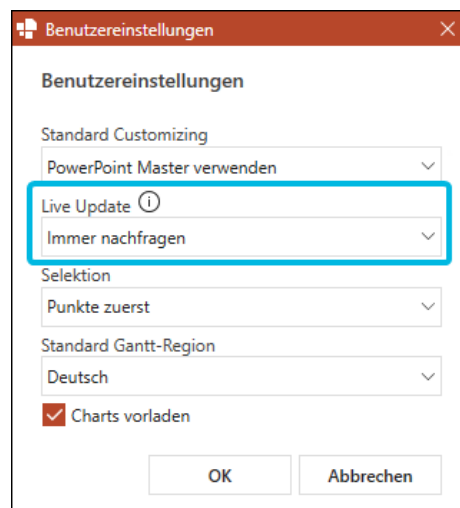 Benutzereinstellungen
Benutzereinstellungen
Standard Customizing
PowerPoint Master verwenden
Live Update
Immer nachfragen
Selektion
Punkte zuerst
Standard Gantt-Region
Deutsch
Charts vorladen
OK Abbrechen